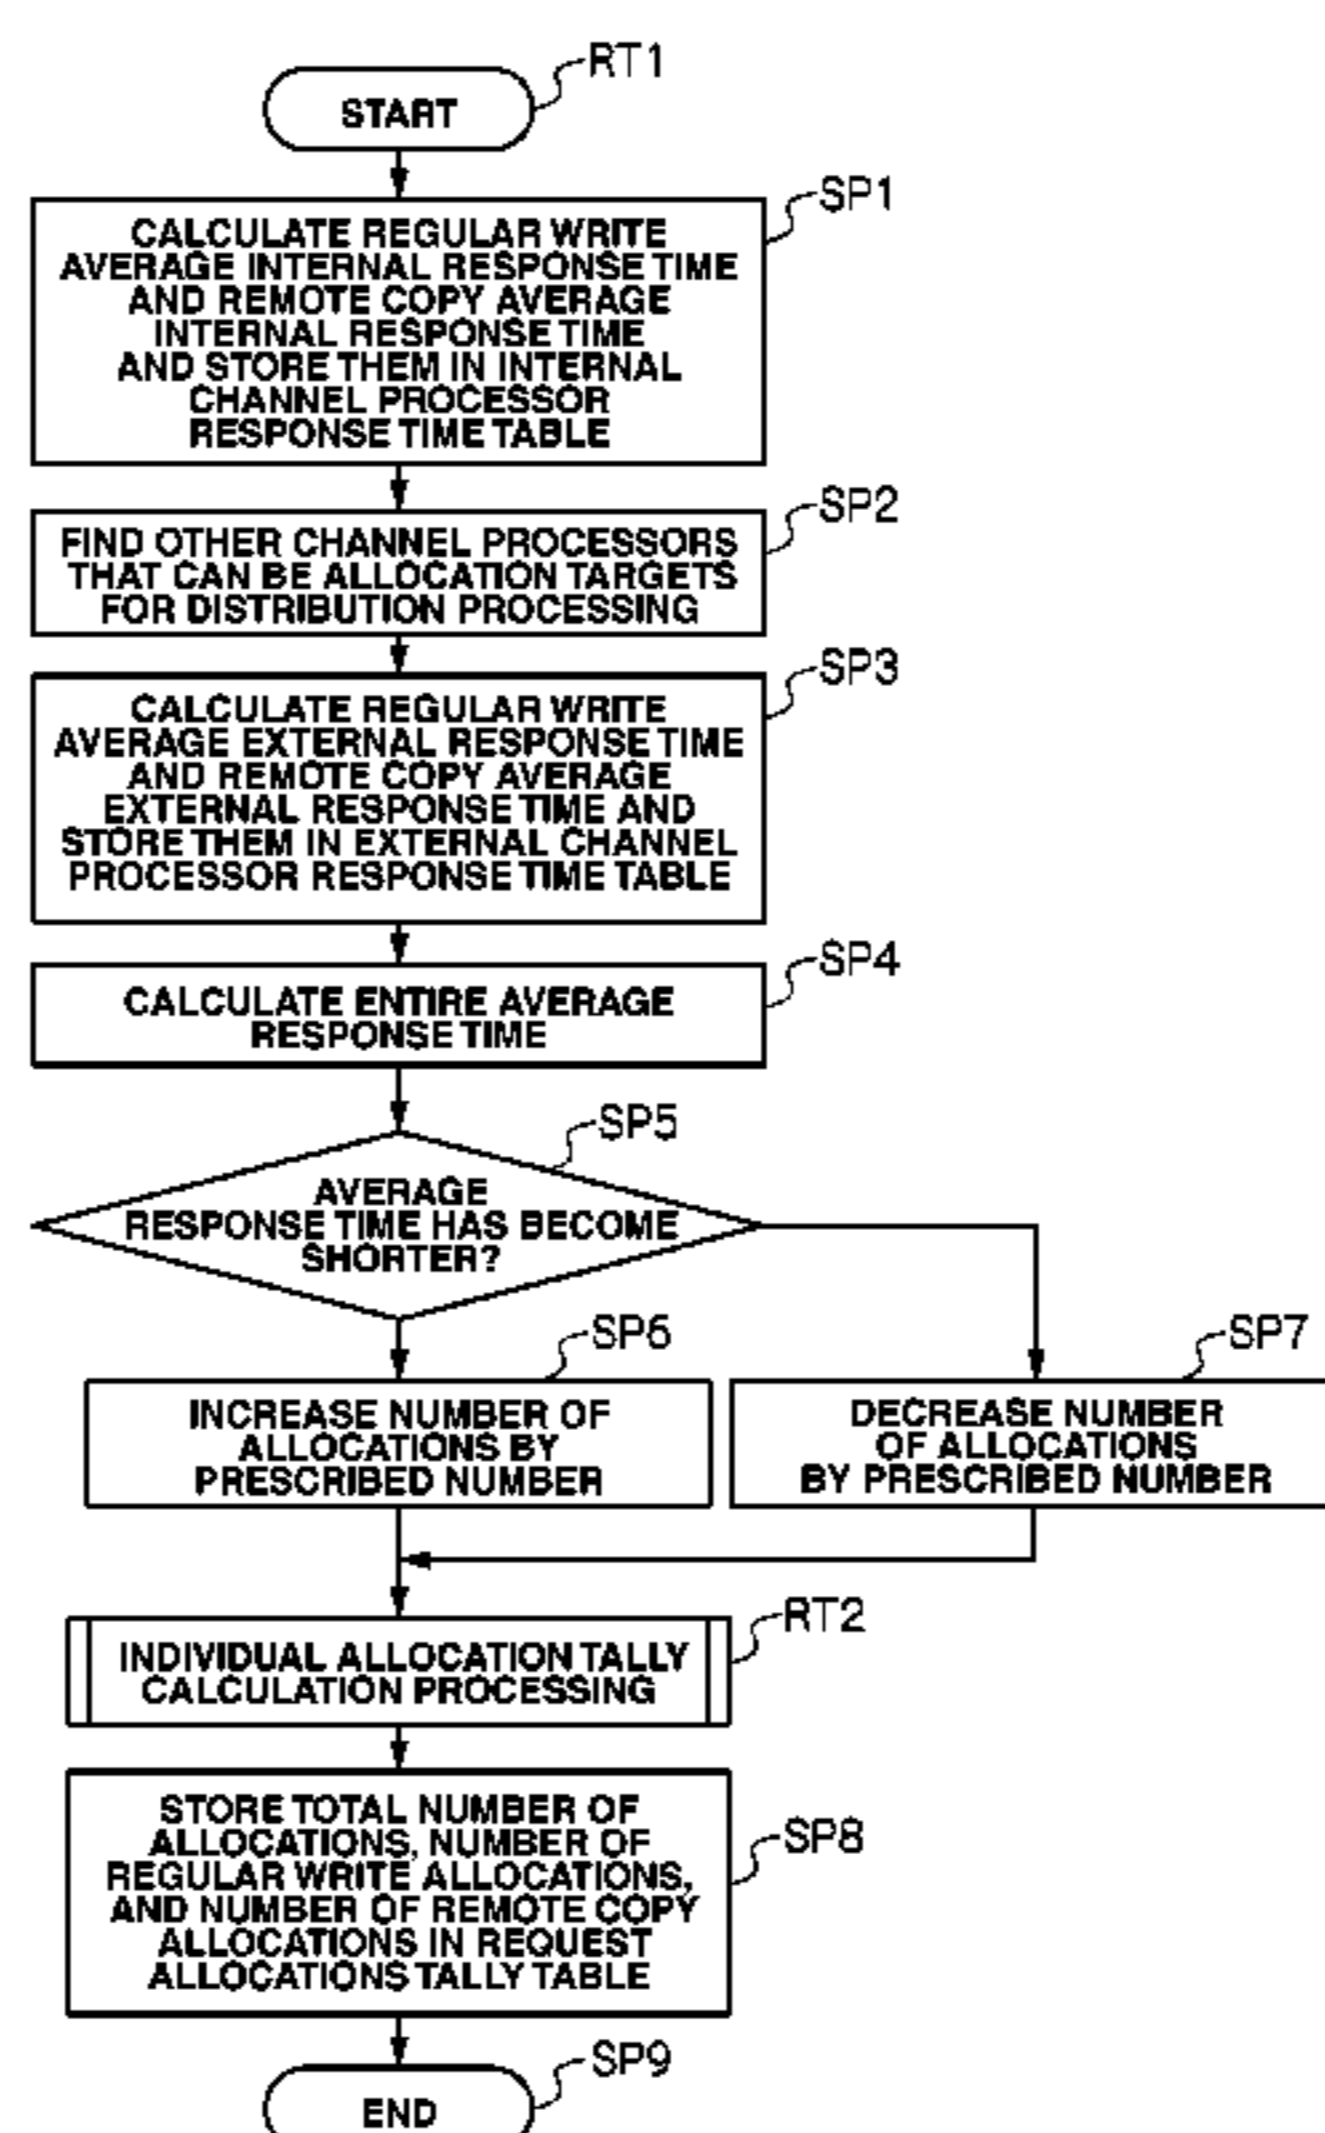 RT1
START
SP1
CALCULATE REGULAR WRITE
AVERAGE INTERNAL RESPONSE TIME
AND REMOTE COPY AVERAGE
INTERNAL RESPONSE TIME
AND STORE THEM IN INTERNAL
CHANNEL PROCESSOR
RESPONSE TIME TABLE
SP2
FIND OTHER CHANNEL PROCESSORS
THAT CAN BE ALLOCATION TARGETS
FOR DISTRIBUTION PROCESSING
SP3
CALCULATE REGULAR WRITE
AVERAGE EXTERNAL RESPONSE TIME
AND REMOTE COPY AVERAGE
EXTERNAL RESPONSE TIME AND
STORE THEM IN EXTERNAL CHANNEL
PROCESSOR RESPONSE TIME TABLE
SP4
CALCULATE ENTIRE AVERAGE
RESPONSE TIME
SP5
AVERAGE
RESPONSE TIME HAS BECOME
SHORTER?
SP6
INCREASE NUMBER OF
ALLOCATIONS BY
PRESCRIBED NUMBER
SP7
DECREASE NUMBER
OF ALLOCATIONS
BY PRESCRIBED NUMBER
RT2
INDIVIDUAL ALLOCATION TALLY
CALCULATION PROCESSING
SP8
STORE TOTAL NUMBER OF
ALLOCATIONS, NUMBER OF
REGULAR WRITE ALLOCATIONS,
AND NUMBER OF REMOTE COPY
ALLOCATIONS IN REQUEST
ALLOCATIONS TALLY TABLE
SP9
END